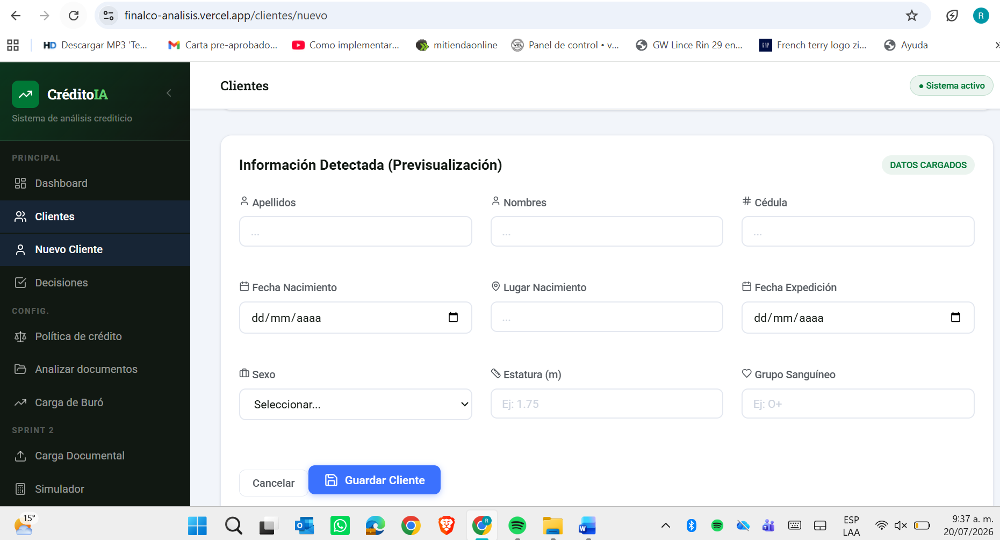 finalco-analisis.vercel.app/clientes/nuevo
R
HD Descargar MP3 'Te...
Carta pre-aprobado...
Como implementar...
mitiendaonline
Panel de control • v...
GW Lince Rin 29 en...
French terry logo zi...
Ayuda
»
CréditoIA
Sistema de análisis crediticio
PRINCIPAL
Dashboard
Clientes
Nuevo Cliente
Decisiones
CONFIG.
Política de crédito
Analizar documentos
Carga de Buró
SPRINT 2
Carga Documental
Simulador
Clientes
• Sistema activo
Información Detectada (Previsualización)
DATOS CARGADOS
Apellidos
Nombres
# Cédula
...
...
...
Fecha Nacimiento
Lugar Nacimiento
Fecha Expedición
dd/mm/aaaa
...
dd/mm/aaaa
Sexo
Estatura (m)
Grupo Sanguíneo
Seleccionar...
Ej: 1.75
Ej: O+
Cancelar
Guardar Cliente
15°
ESP
LAA
9:37 a. m.
20/07/2026